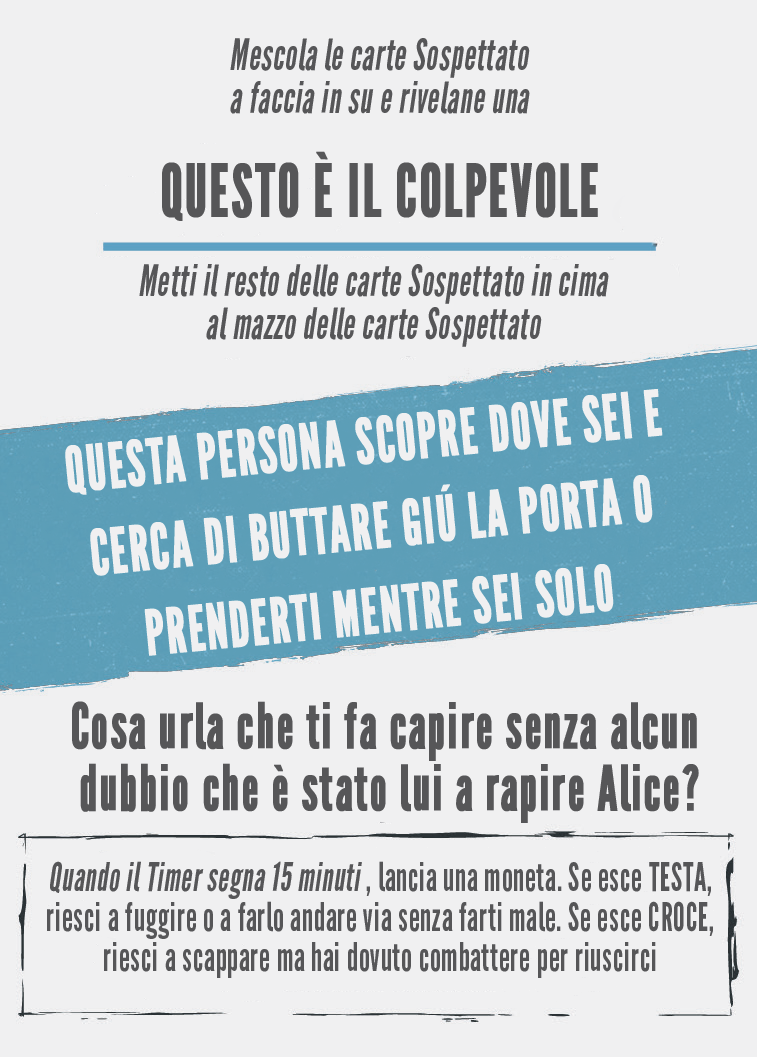 Mescola le carte Sospettato
a faccia in su e rivelane una
QUESTO È IL COLPEVOLE
Metti il resto delle carte Sospettato in cima
al mazzo delle carte Sospettato
QUESTA PERSONA SCOPRE DOVE SEI E
CERCA DI BUTTARE GIÚ LA PORTA O
PRENDERTI MENTRE SEI SOLO
Cosa urla che ti fa capire senza alcun
dubbio che è stato lui a rapire Alice?
Quando il Timer segna 15 minuti , lancia una moneta. Se esce TESTA,
riesci a fuggire o a farlo andare via senza farti male. Se esce CROCE,
riesci a scappare ma hai dovuto combattere per riuscirci